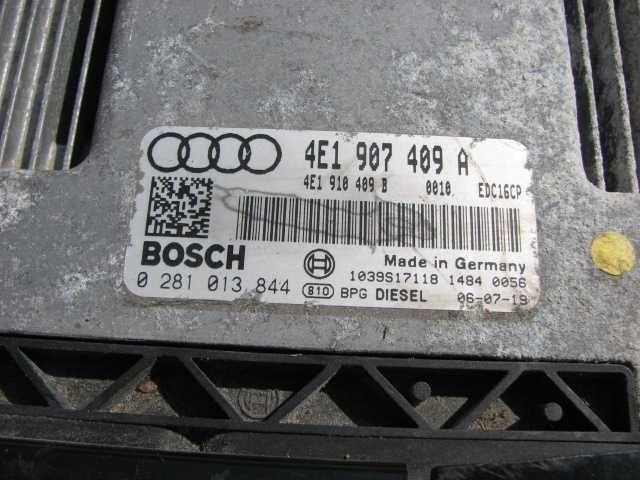 4E1 907 409 A
4E1 910 409 B 0010 EDC16CP
BOSCH
Made in Germany
0 281 013 844
1039S17118 1484 0056
810 BPG DIESEL 06-07-19